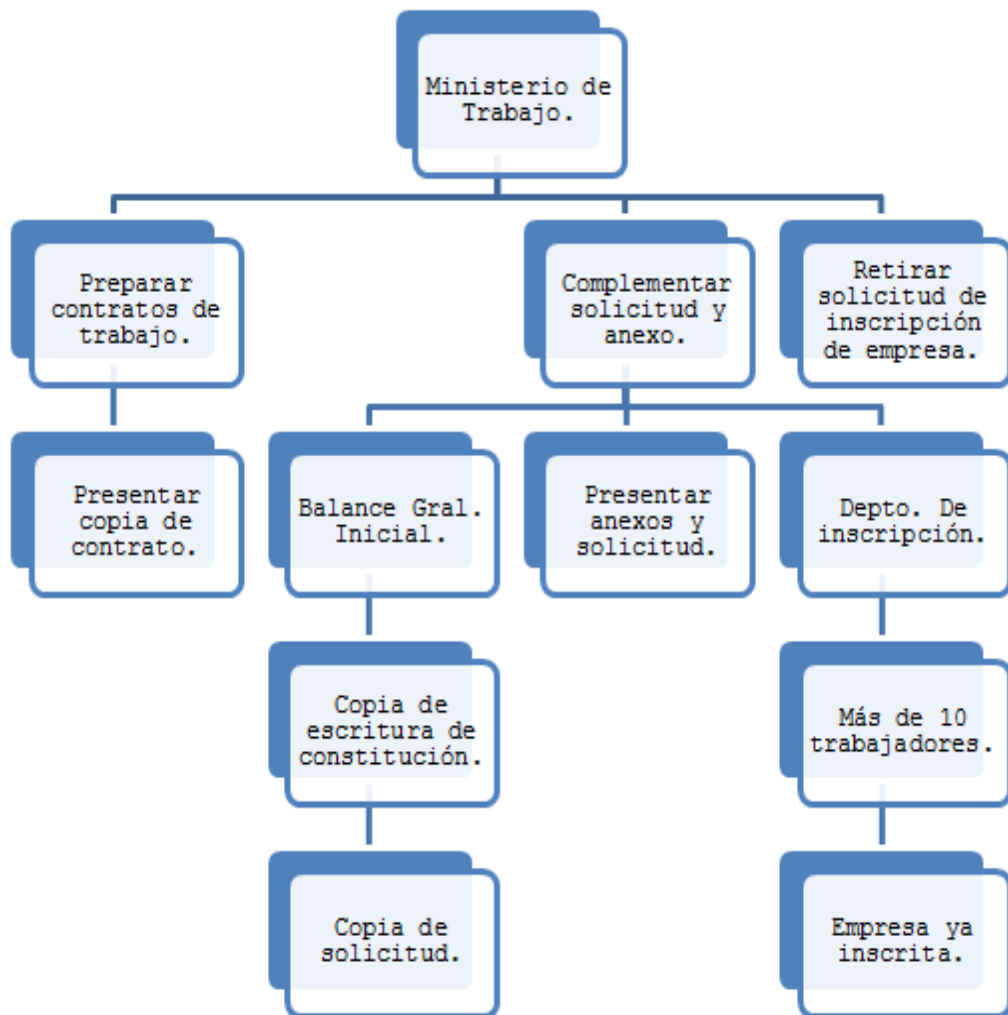 Ministerio de
Trabajo.
Preparar
contratos de
trabajo.
Complementar
solicitud y
anexo.
Retirar
solicitud de
inscripción
de empresa.
Presentar
copia de
contrato.
Balance Gral.
Inicial.
Presentar
anexos y
solicitud.
Depto. De
inscripción.
Copia de
escritura de
constitución.
Más de 10
trabajadores.
Copia de
solicitud.
Empresa ya
inscrita.